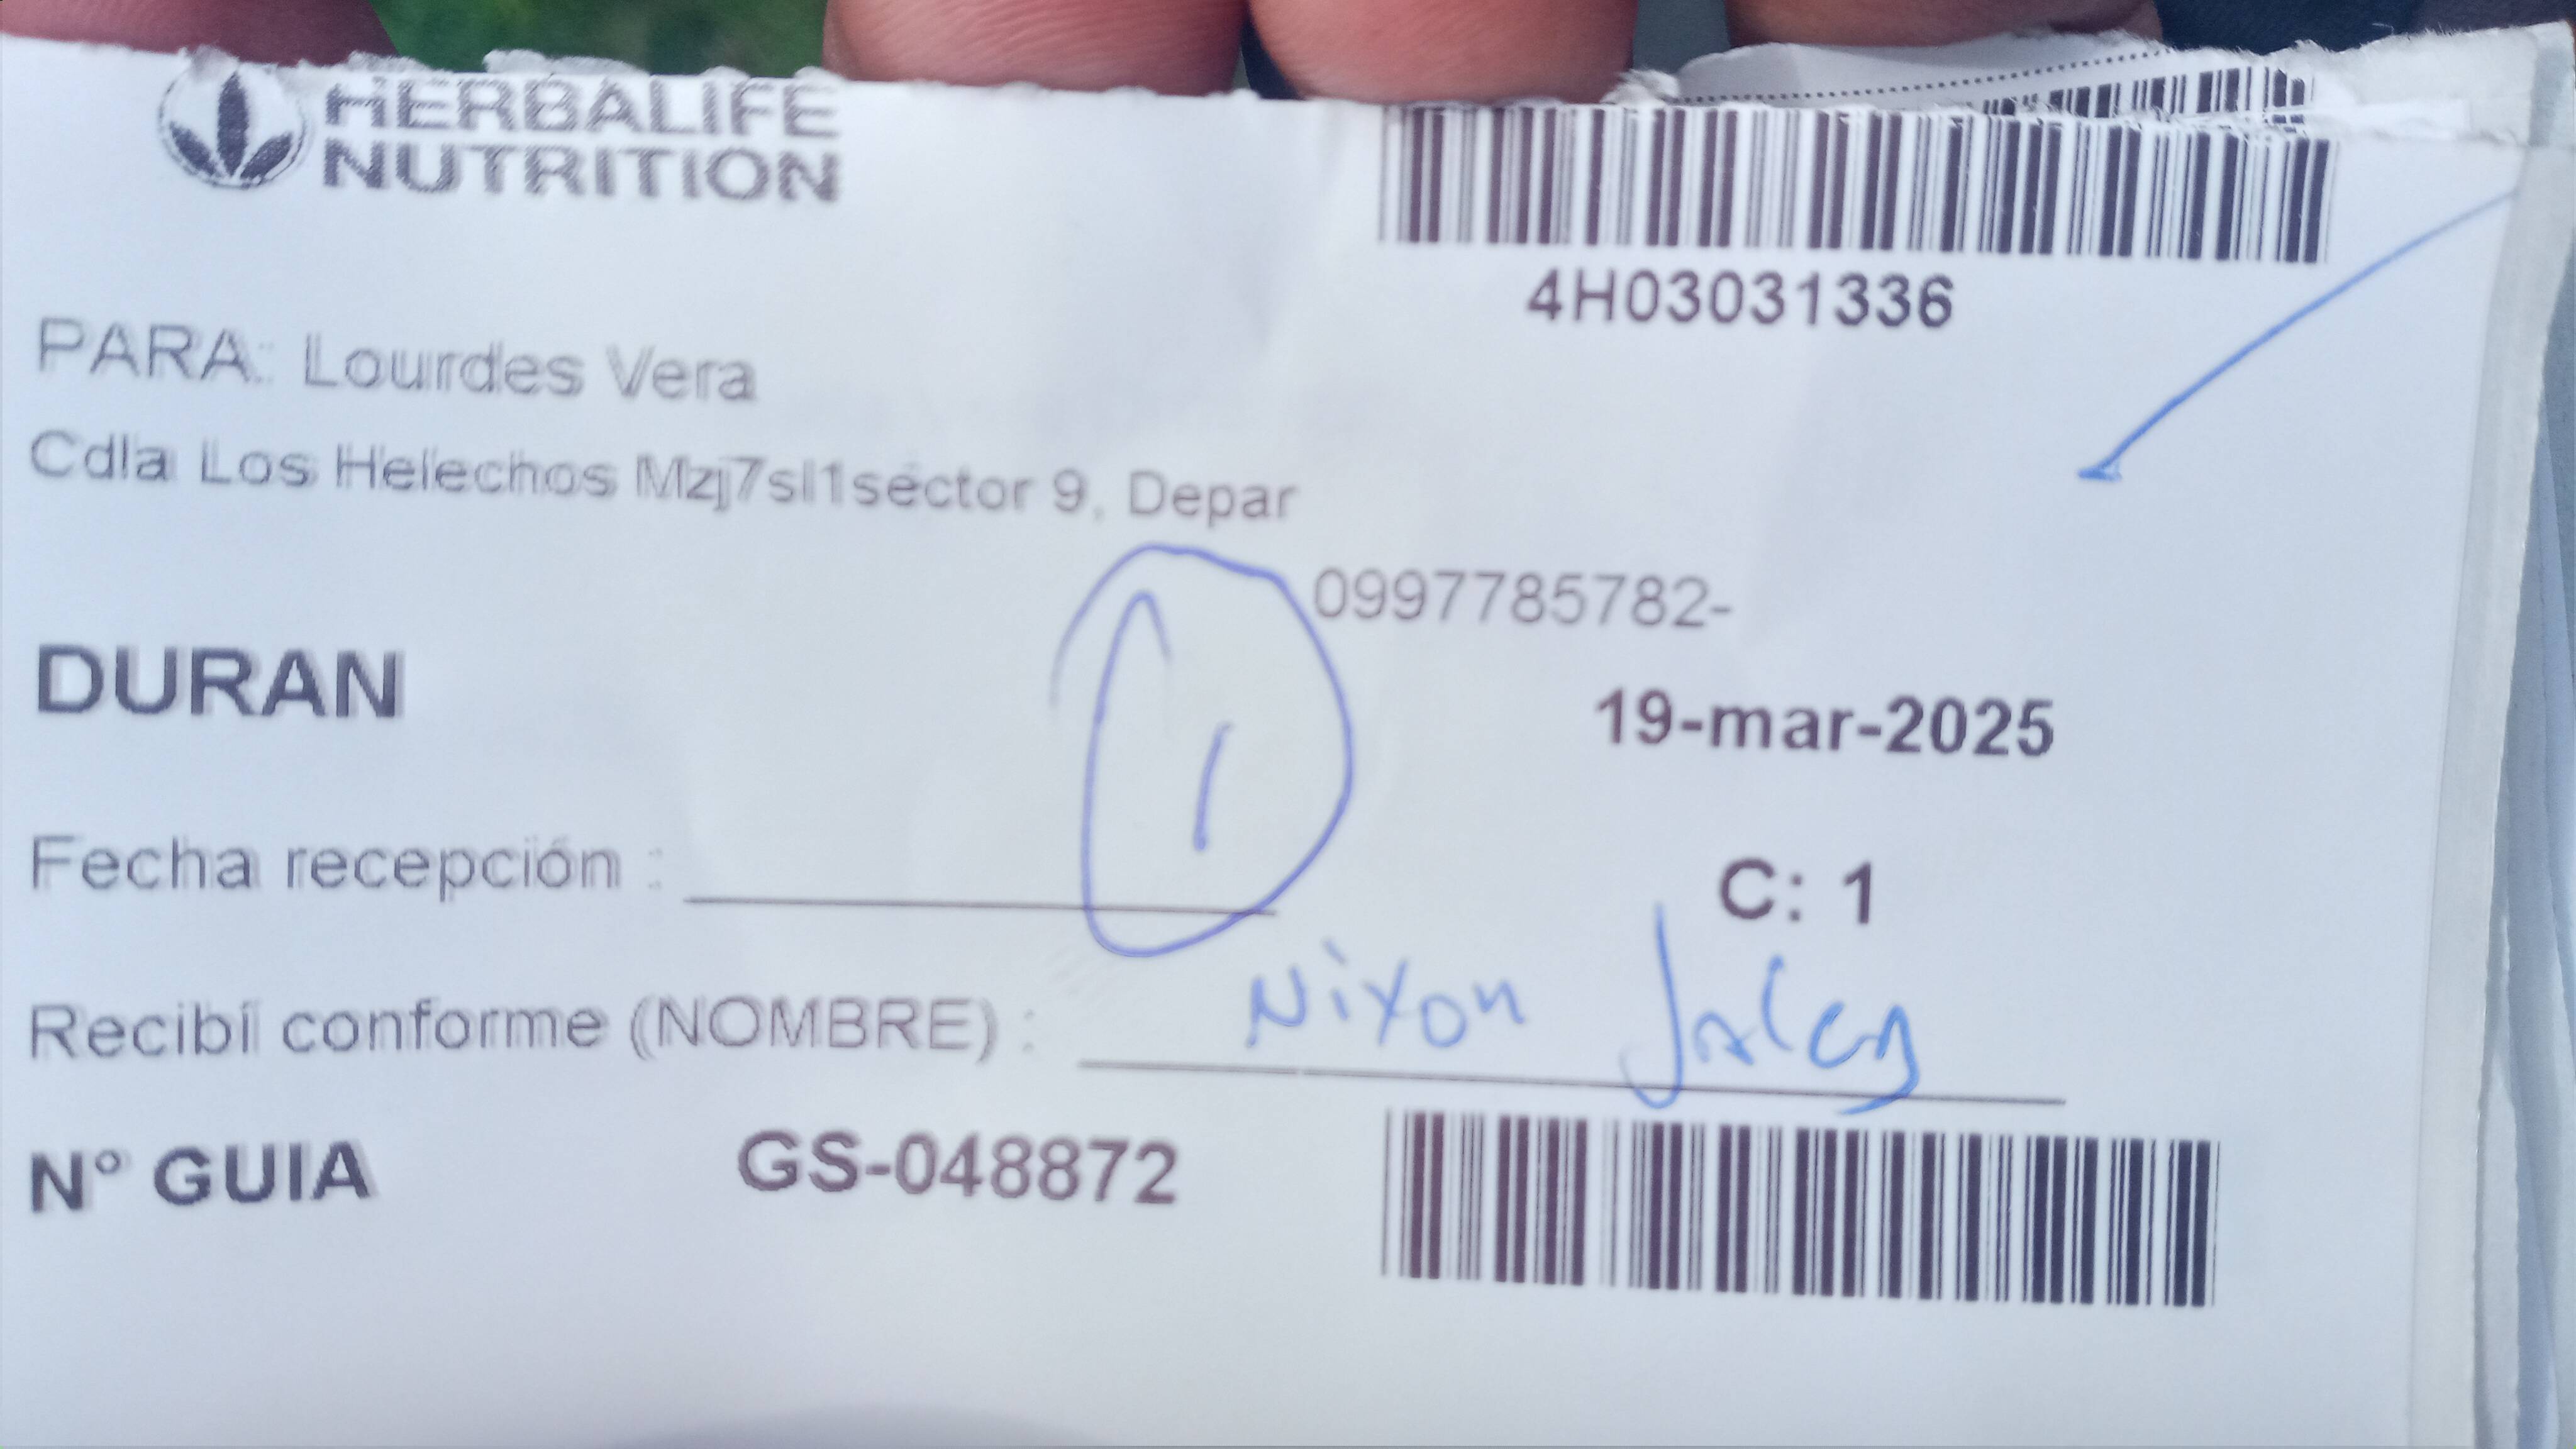 HERBALIFE
NUTRITION
4H03031336
PARA: Lourdes Vera
Cdla Los Helechos Mzj7sl1sector 9, Depar
0997785782-
DURAN
19-mar-2025
1
Fecha recepción :
C: 1
Recibí conforme (NOMBRE) : Nixon
N° GUIA GS-048872